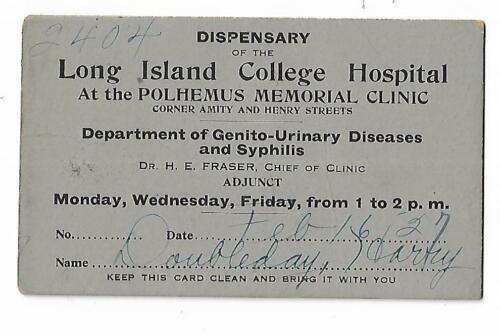 2404
DISPENSARY
OF THE
Long Island College Hospital
At the POLHEMUS MEMORIAL CLINIC
CORNER AMITY AND HENRY STREETS
Department of Genito-Urinary Diseases
and Syphilis
DR. H. E. FRASER, CHIEF OF CLINIC
ADJUNCT
Monday, Wednesday, Friday, from 1 to 2 p. m.
No. Date Feb 16/27
Name Doubleday, Harry
KEEP THIS CARD CLEAN AND BRING IT WITH YOU